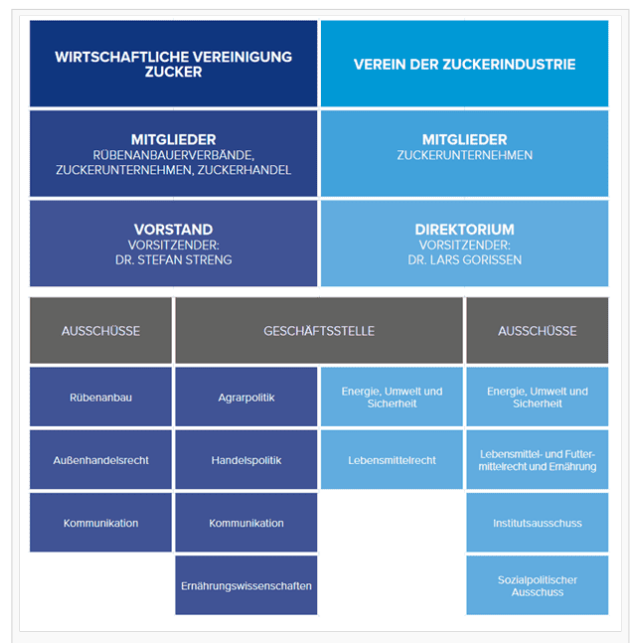 WIRTSCHAFTLICHE VEREINIGUNG
ZUCKER
VEREIN DER ZUCKERINDUSTRIE
MITGLIEDER
RÜBENANBAUERVERBÄNDE,
ZUCKERUNTERNEHMEN, ZUCKERHANDEL
MITGLIEDER
ZUCKERUNTERNEHMEN
VORSTAND
VORSITZENDER:
DR. STEFAN STRENG
DIREKTORIUM
VORSITZENDER:
DR. LARS GORISSEN
AUSSCHÜSSE
GESCHÄFTSSTELLE
AUSSCHÜSSE
Rübenanbau
Agrarpolitik
Energie, Umwelt und
Sicherheit
Energie, Umwelt und
Sicherheit
Außenhandelsrecht
Handelspolitik
Lebensmittelrecht
Lebensmittel- und Futter-
mittelrecht und Ernährung
Kommunikation
Kommunikation
Institutsausschuss
Ernährungswissenschaften
Sozialpolitischer
Ausschuss